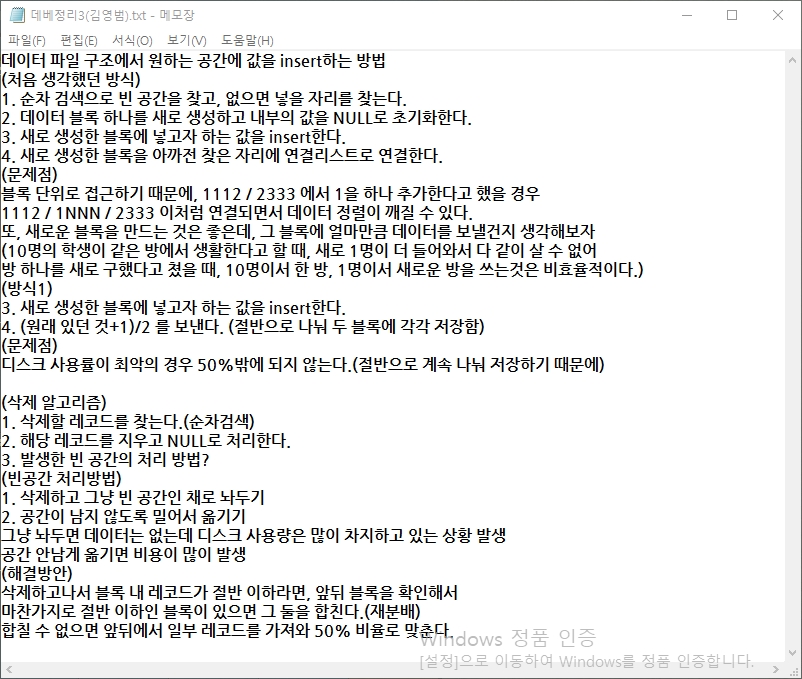 데베정리3(김영범).txt - 메모장
파일(F) 편집(E) 서식(O) 보기(V) 도움말(H)
데이터 파일 구조에서 원하는 공간에 값을 insert하는 방법
(처음 생각했던 방식)
1. 순차 검색으로 빈 공간을 찾고, 없으면 넣을 자리를 찾는다.
2. 데이터 블록 하나를 새로 생성하고 내부의 값을 NULL로 초기화한다.
3. 새로 생성한 블록에 넣고자 하는 값을 insert한다.
4. 새로 생성한 블록을 아까전 찾은 자리에 연결리스트로 연결한다.
(문제점)
블록 단위로 접근하기 때문에, 1112 / 2333 에서 1을 하나 추가한다고 했을 경우
1112 / 1NNN / 2333 이처럼 연결되면서 데이터 정렬이 깨질 수 있다.
또, 새로운 블록을 만드는 것은 좋은데, 그 블록에 얼마만큼 데이터를 보낼건지 생각해보자
(10명의 학생이 같은 방에서 생활한다고 할 때, 새로 1명이 더 들어와서 다 같이 살 수 없어
방 하나를 새로 구했다고 쳤을 때, 10명이서 한 방, 1명이서 새로운 방을 쓰는것은 비효율적이다.)
(방식1)
3. 새로 생성한 블록에 넣고자 하는 값을 insert한다.
4. (원래 있던 것+1)/2 를 보낸다. (절반으로 나눠 두 블록에 각각 저장함)
(문제점)
디스크 사용률이 최악의 경우 50%밖에 되지 않는다.(절반으로 계속 나눠 저장하기 때문에)
(삭제 알고리즘)
1. 삭제할 레코드를 찾는다.(순차검색)
2. 해당 레코드를 지우고 NULL로 처리한다.
3. 발생한 빈 공간의 처리 방법?
(빈공간 처리방법)
1. 삭제하고 그냥 빈 공간인 채로 놔두기
2. 공간이 남지 않도록 밀어서 옮기기
그냥 놔두면 데이터는 없는데 디스크 사용량은 많이 차지하고 있는 상황 발생
공간 안남게 옮기면 비용이 많이 발생
(해결방안)
삭제하고나서 블록 내 레코드가 절반 이하라면, 앞뒤 블록을 확인해서
마찬가지로 절반 이하인 블록이 있으면 그 둘을 합친다.(재분배)
합칠 수 없으면 앞뒤에서 일부 레코드를 가져와 50% 비율로 맞춘다.
Windows 정품 인증
[설정]으로 이동하여 Windows를 정품 인증합니다.